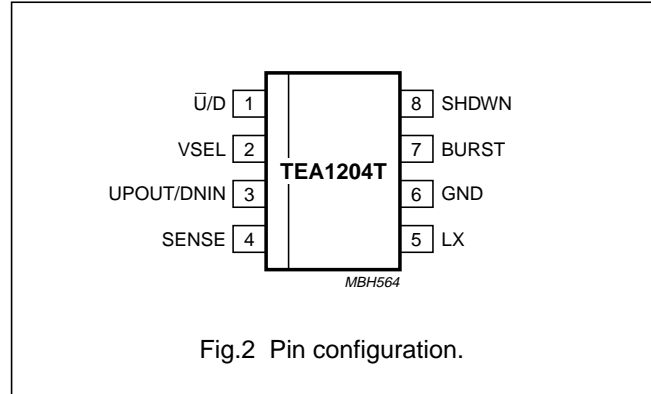 U̅/D 1
VSEL 2
UPOUT/DNIN 3
SENSE 4
TEA1204T
8 SHDWN
7 BURST
6 GND
5 LX
MBH564
Fig.2 Pin configuration.